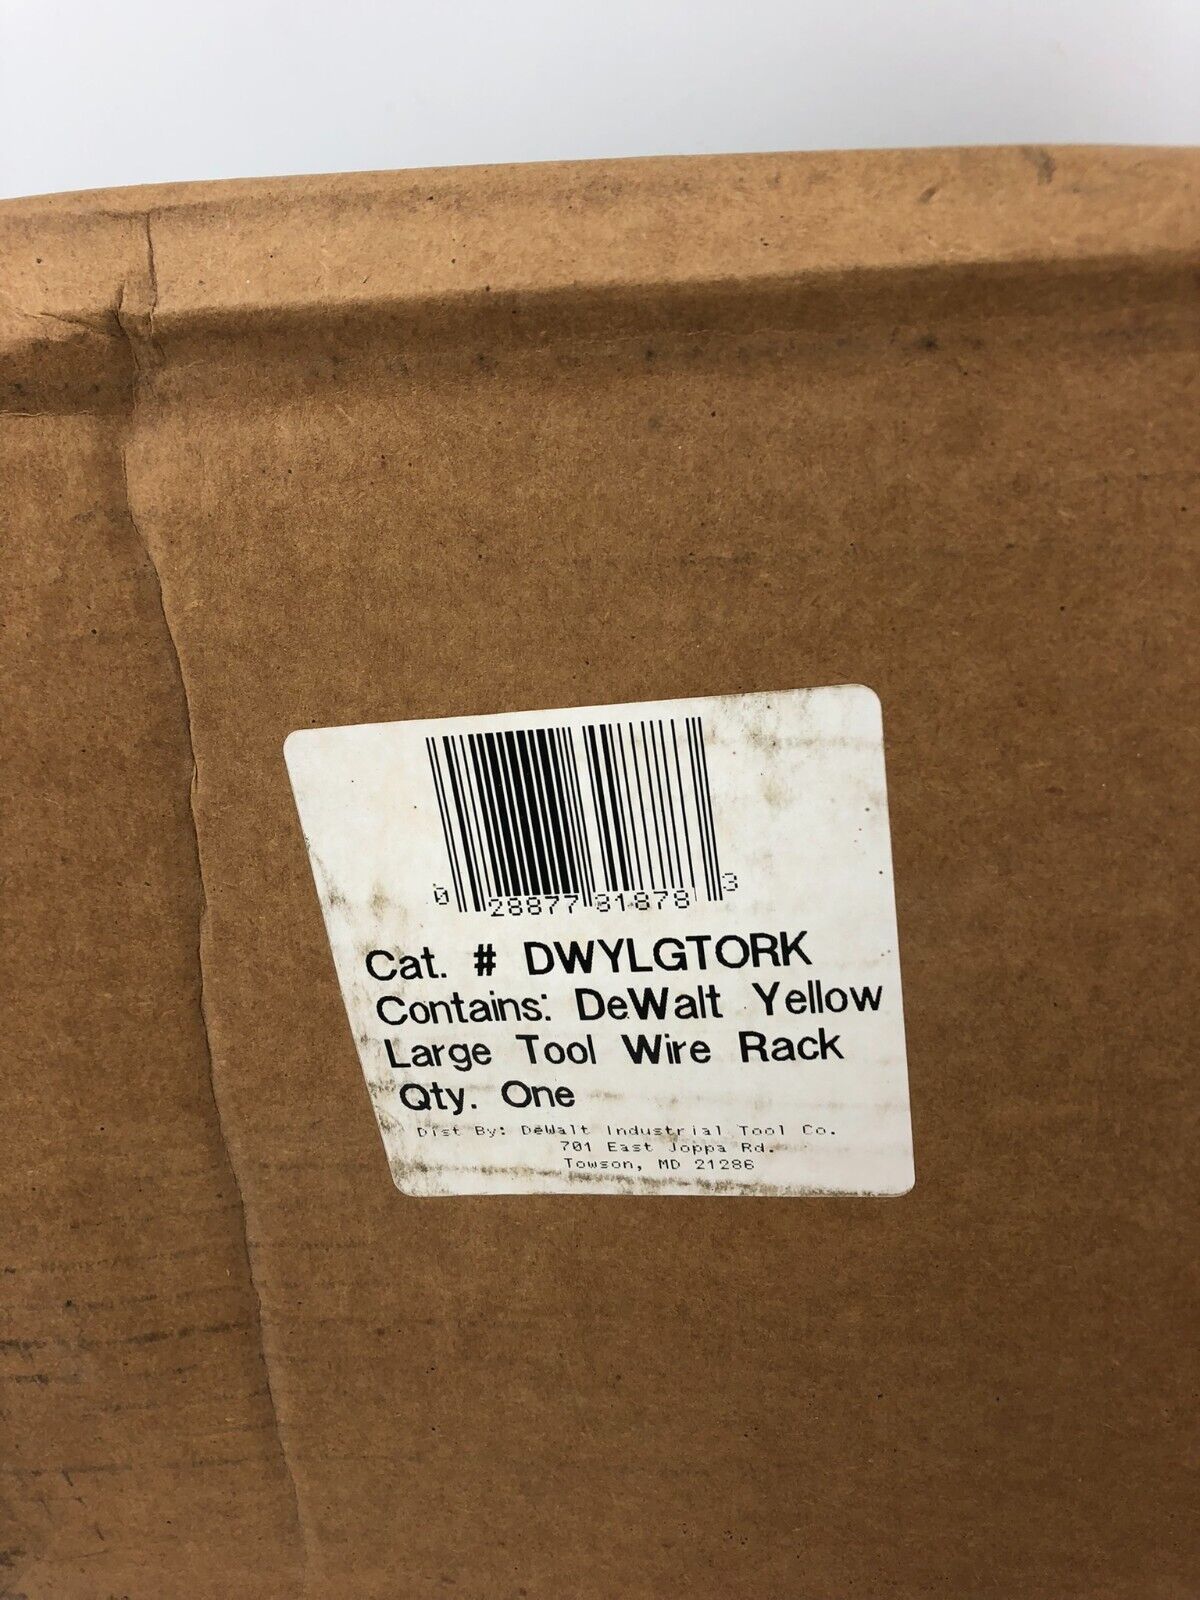 0 28877 31878 3
Cat. # DWYLGTORK
Contains: DeWalt Yellow
Large Tool Wire Rack
Qty. One
Dist By: DeWalt Industrial Tool Co.
701 East Joppa Rd.
Towson, MD 21286